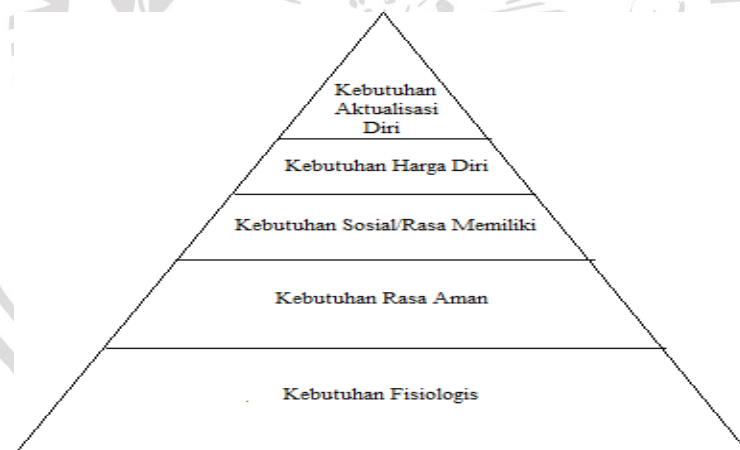 Kebutuhan
Aktualisasi
Diri
Kebutuhan Harga Diri
Kebutuhan Sosial/Rasa Memiliki
Kebutuhan Rasa Aman
Kebutuhan Fisiologis